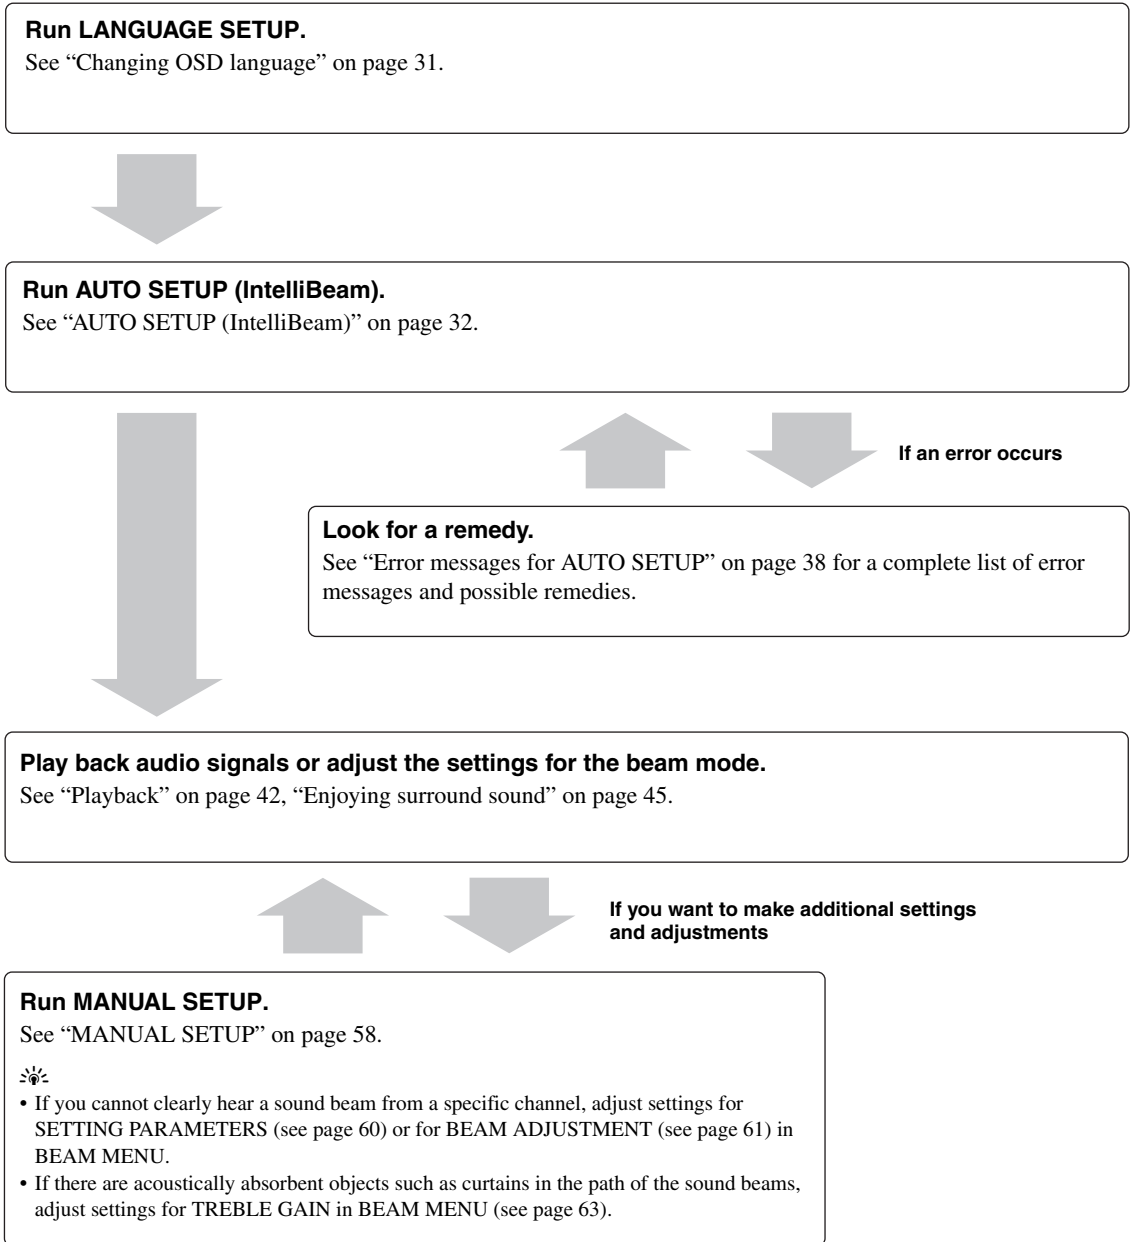 Run LANGUAGE SETUP.
See “Changing OSD language” on page 31.
Run AUTO SETUP (IntelliBeam).
See “AUTO SETUP (IntelliBeam)” on page 32.
If an error occurs
Look for a remedy.
See “Error messages for AUTO SETUP” on page 38 for a complete list of error
messages and possible remedies.
Play back audio signals or adjust the settings for the beam mode.
See “Playback” on page 42, “Enjoying surround sound” on page 45.
If you want to make additional settings
and adjustments
Run MANUAL SETUP.
See “MANUAL SETUP” on page 58.
• If you cannot clearly hear a sound beam from a specific channel, adjust settings for
SETTING PARAMETERS (see page 60) or for BEAM ADJUSTMENT (see page 61) in
BEAM MENU.
• If there are acoustically absorbent objects such as curtains in the path of the sound beams,
adjust settings for TREBLE GAIN in BEAM MENU (see page 63).